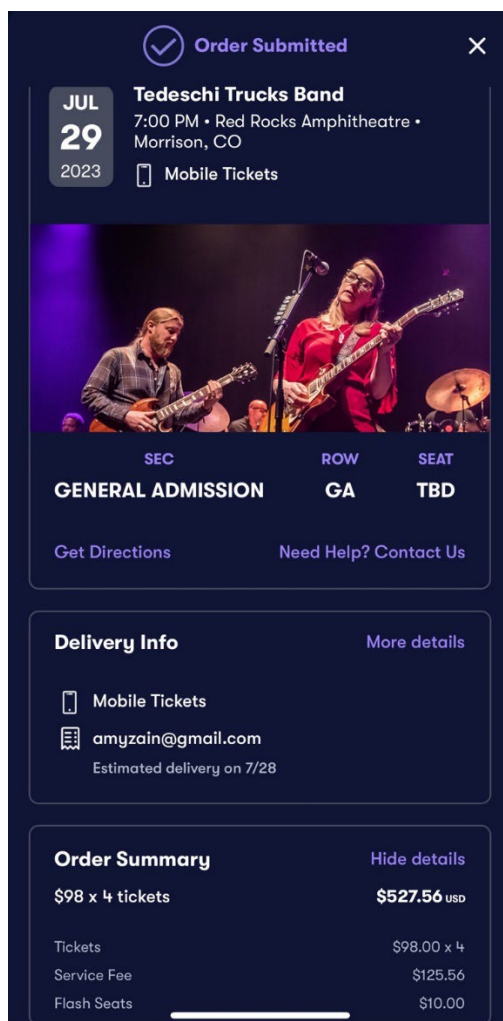 Order Submitted
JUL
29
2023
Tedeschi Trucks Band
7:00 PM • Red Rocks Amphitheatre •
Morrison, CO
Mobile Tickets
SEC ROW SEAT
GENERAL ADMISSION GA TBD
Get Directions Need Help? Contact Us
Delivery Info More details
Mobile Tickets
amyzain@gmail.com
Estimated delivery on 7/28
Order Summary Hide details
$98 x 4 tickets $527.56 USD
Tickets $98.00 x 4
Service Fee $125.56
Flash Seats $10.00